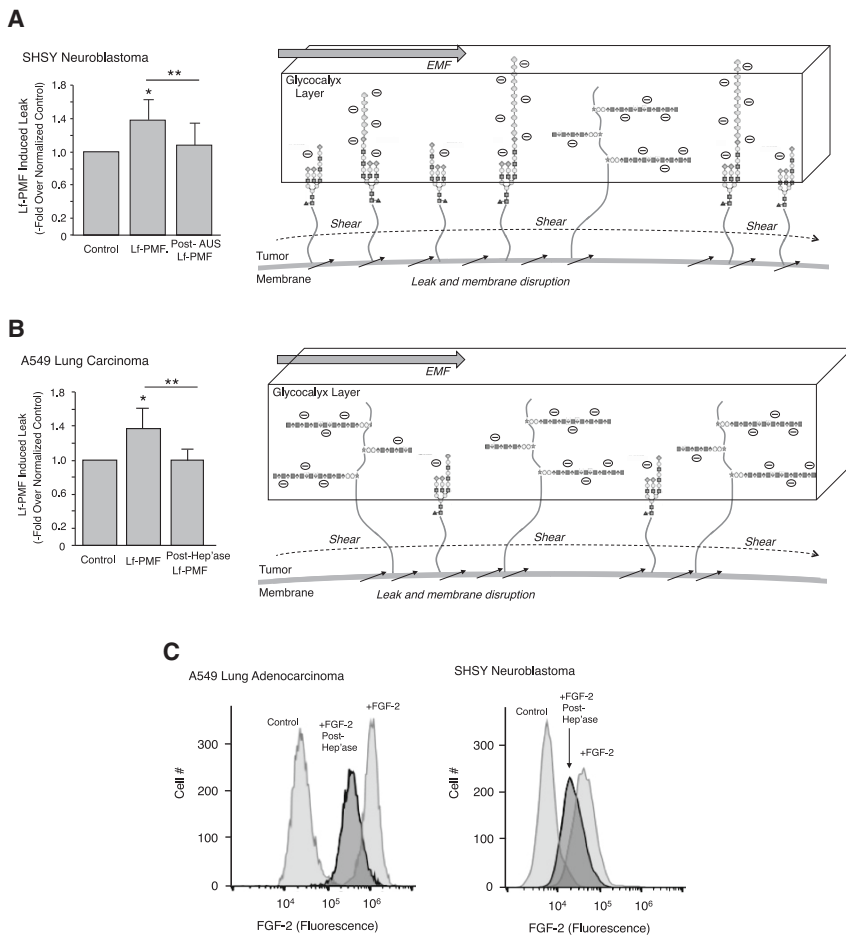 A
SHSY Neuroblastoma
Lf-PMF Induced Leak
(-Fold Over Normalized Control)
1.8
1.4
1.0
0.6
0.2
0
*
**
Control
Lf-PMF.
Post- AUS
Lf-PMF
EMF
Glycocalyx
Layer
Shear
Shear
Shear
Tumor
Membrane
Leak and membrane disruption
B
A549 Lung Carcinoma
Lf-PMF Induced Leak
(-Fold Over Normalized Control)
1.8
1.4
1.0
0.6
0.2
0
*
**
Control
Lf-PMF
Post-Hep'ase
Lf-PMF
EMF
Glycocalyx Layer
Shear
Shear
Shear
Tumor
Membrane
Leak and membrane disruption
C
A549 Lung Adenocarcinoma
Cell #
300
200
100
0
Control
+FGF-2
Post-
Hep'ase
+FGF-2
10⁴
10⁵
10⁶
FGF-2 (Fluorescence)
SHSY Neuroblastoma
Cell #
300
200
100
0
Control
+FGF-2
Post-
Hep'ase
+FGF-2
10⁴
10⁵
10⁶
FGF-2 (Fluorescence)